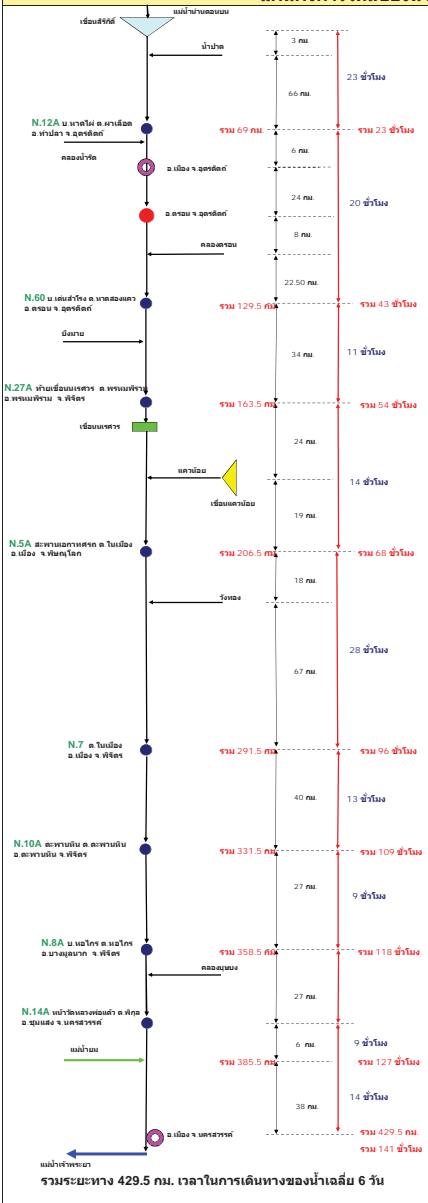 แม่น้ำน่านตอนบน
เขื่อนสิริกิติ์
3 กม.
น้ำปาด
23 ชั่วโมง
66 กม.
N.12A บ.หาดไผ่ ต.ผาเลือด
อ.ท่าปลา จ.อุตรดิตถ์
รวม 69 กม.
รวม 23 ชั่วโมง
คลองน้ำริด
6 กม.
อ.เมือง จ.อุตรดิตถ์
24 กม.
20 ชั่วโมง
อ.ตรอน จ.อุตรดิตถ์
8 กม.
คลองตรอน
22.50 กม.
N.60 บ.เด่นสำโรง ต.หาดสองแคว
อ.ตรอน จ.อุตรดิตถ์
รวม 129.5 กม.
รวม 43 ชั่วโมง
บึงมาย
34 กม.
11 ชั่วโมง
N.27A ท้ายเขื่อนนเรศวร ต.พรหมพิราม
อ.พรหมพิราม จ.พิจิตร
รวม 163.5 กม.
รวม 54 ชั่วโมง
เขื่อนนเรศวร
24 กม.
แควน้อย
14 ชั่วโมง
เขื่อนแควน้อย
19 กม.
N.5A สะพานเอกาทศรถ ต.ในเมือง
อ.เมือง จ.พิษณุโลก
รวม 206.5 กม.
รวม 68 ชั่วโมง
18 กม.
วังทอง
28 ชั่วโมง
67 กม.
N.7 ต.ในเมือง
อ.เมือง จ.พิจิตร
รวม 291.5 กม.
รวม 96 ชั่วโมง
40 กม.
13 ชั่วโมง
N.10A ตะพานหิน ต.ตะพานหิน
อ.ตะพานหิน จ.พิจิตร
รวม 331.5 กม.
รวม 109 ชั่วโมง
27 กม.
9 ชั่วโมง
N.8A บ.หอไกร ต.หอไกร
อ.บางมูลนาก จ.พิจิตร
รวม 358.5 กม.
รวม 118 ชั่วโมง
คลองบุษบง
27 กม.
N.14A หน้าวัดหลวงพ่อแก้ว ต.พิกุล
อ.ชุมแสง จ.นครสวรรค์
6 กม.
9 ชั่วโมง
แม่น้ำยม
รวม 385.5 กม.
รวม 127 ชั่วโมง
14 ชั่วโมง
38 กม.
อ.เมือง จ.นครสวรรค์
รวม 429.5 กม.
รวม 141 ชั่วโมง
แม่น้ำเจ้าพระยา
รวมระยะทาง 429.5 กม. เวลาในการเดินทางของน้ำเฉลี่ย 6 วัน